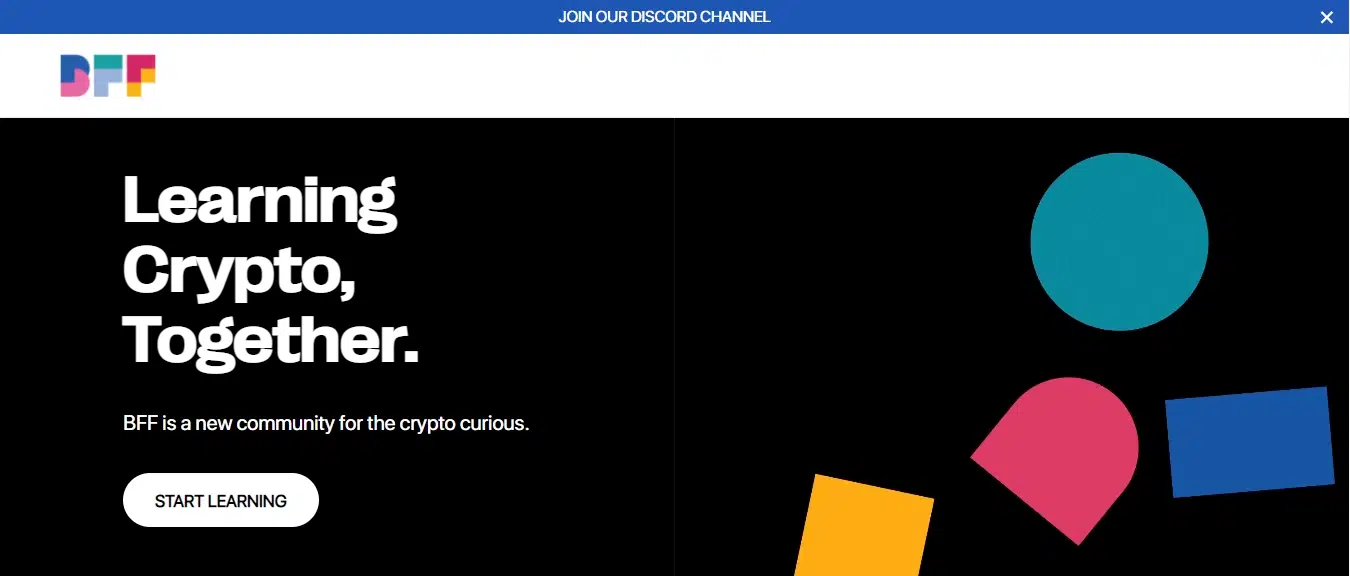 JOIN OUR DISCORD CHANNEL
BFF
Learning
Crypto,
Together.
BFF is a new community for the crypto curious.
START LEARNING